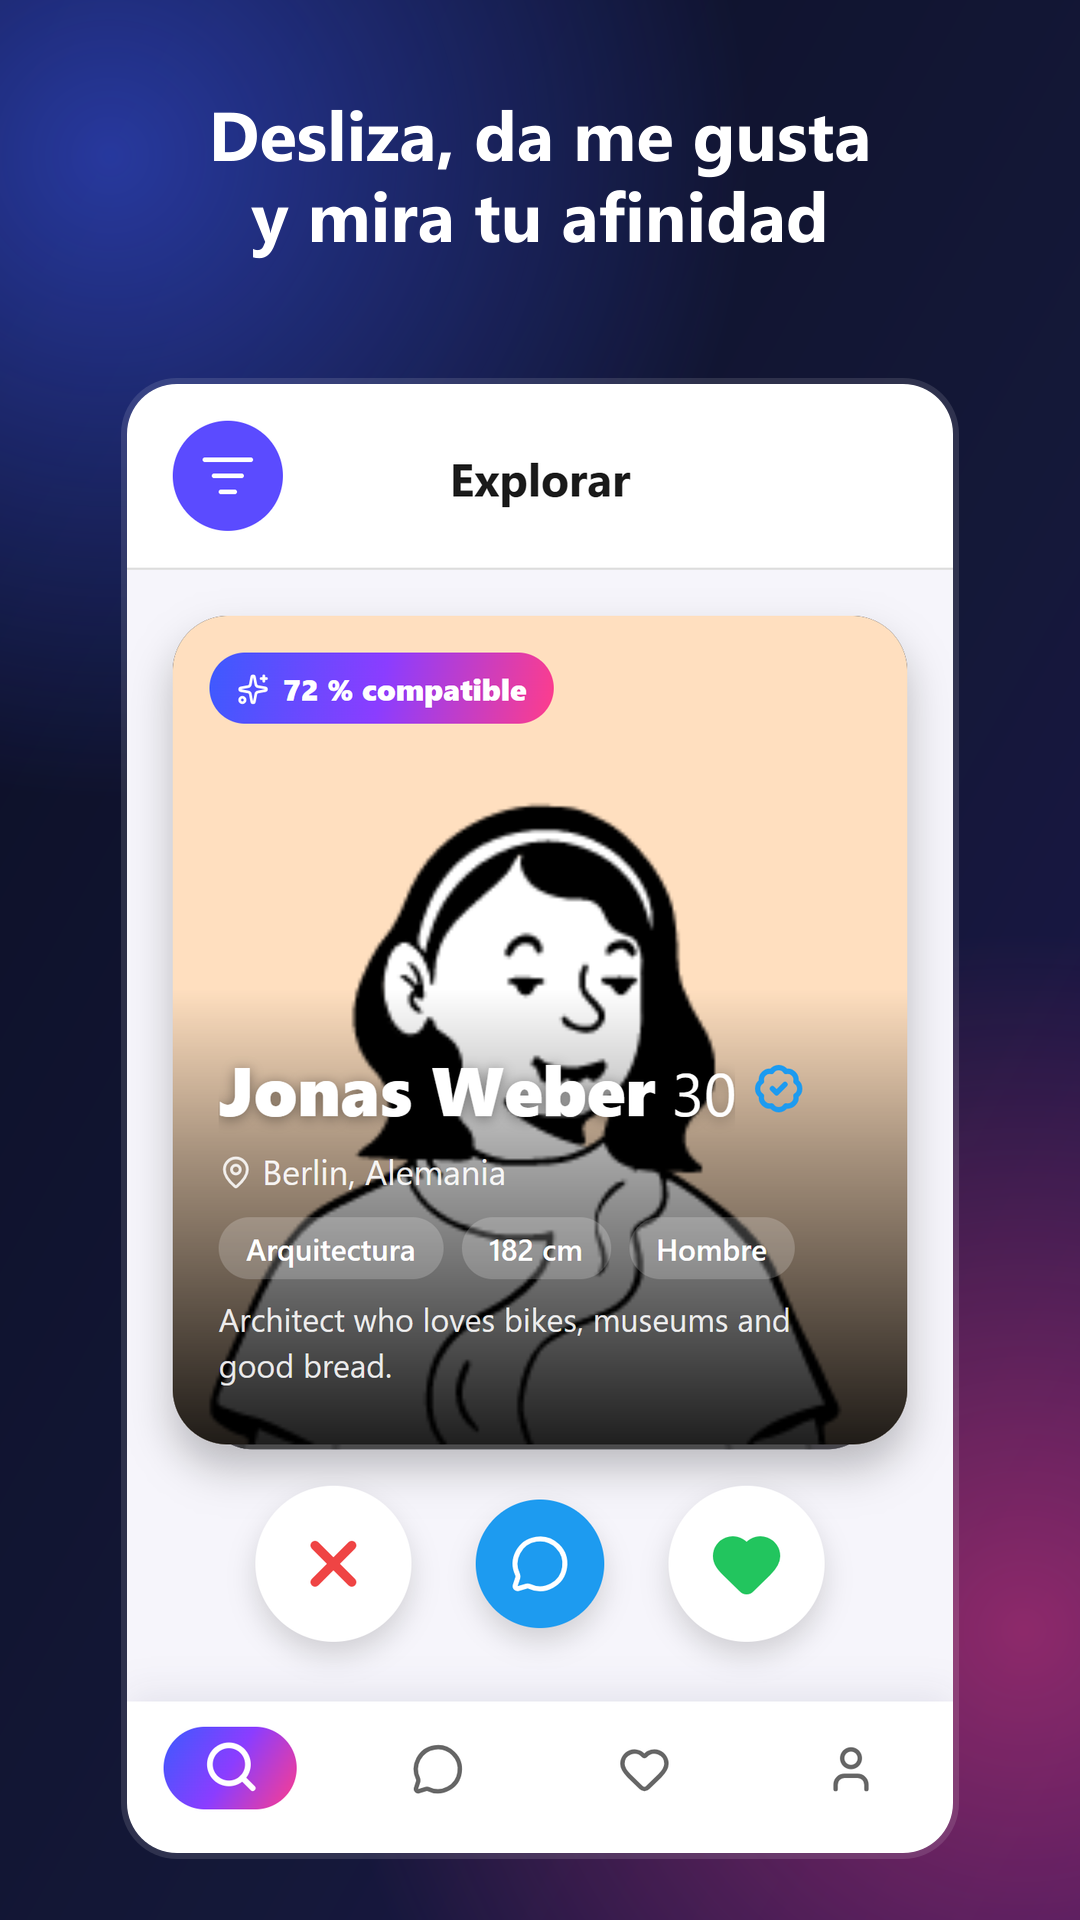 Desliza, da me gusta
y mira tu afinidad
Explorar
72 % compatible
Jonas Weber 30
Berlin, Alemania
Arquitectura
182 cm
Hombre
Architect who loves bikes, museums and
good bread.